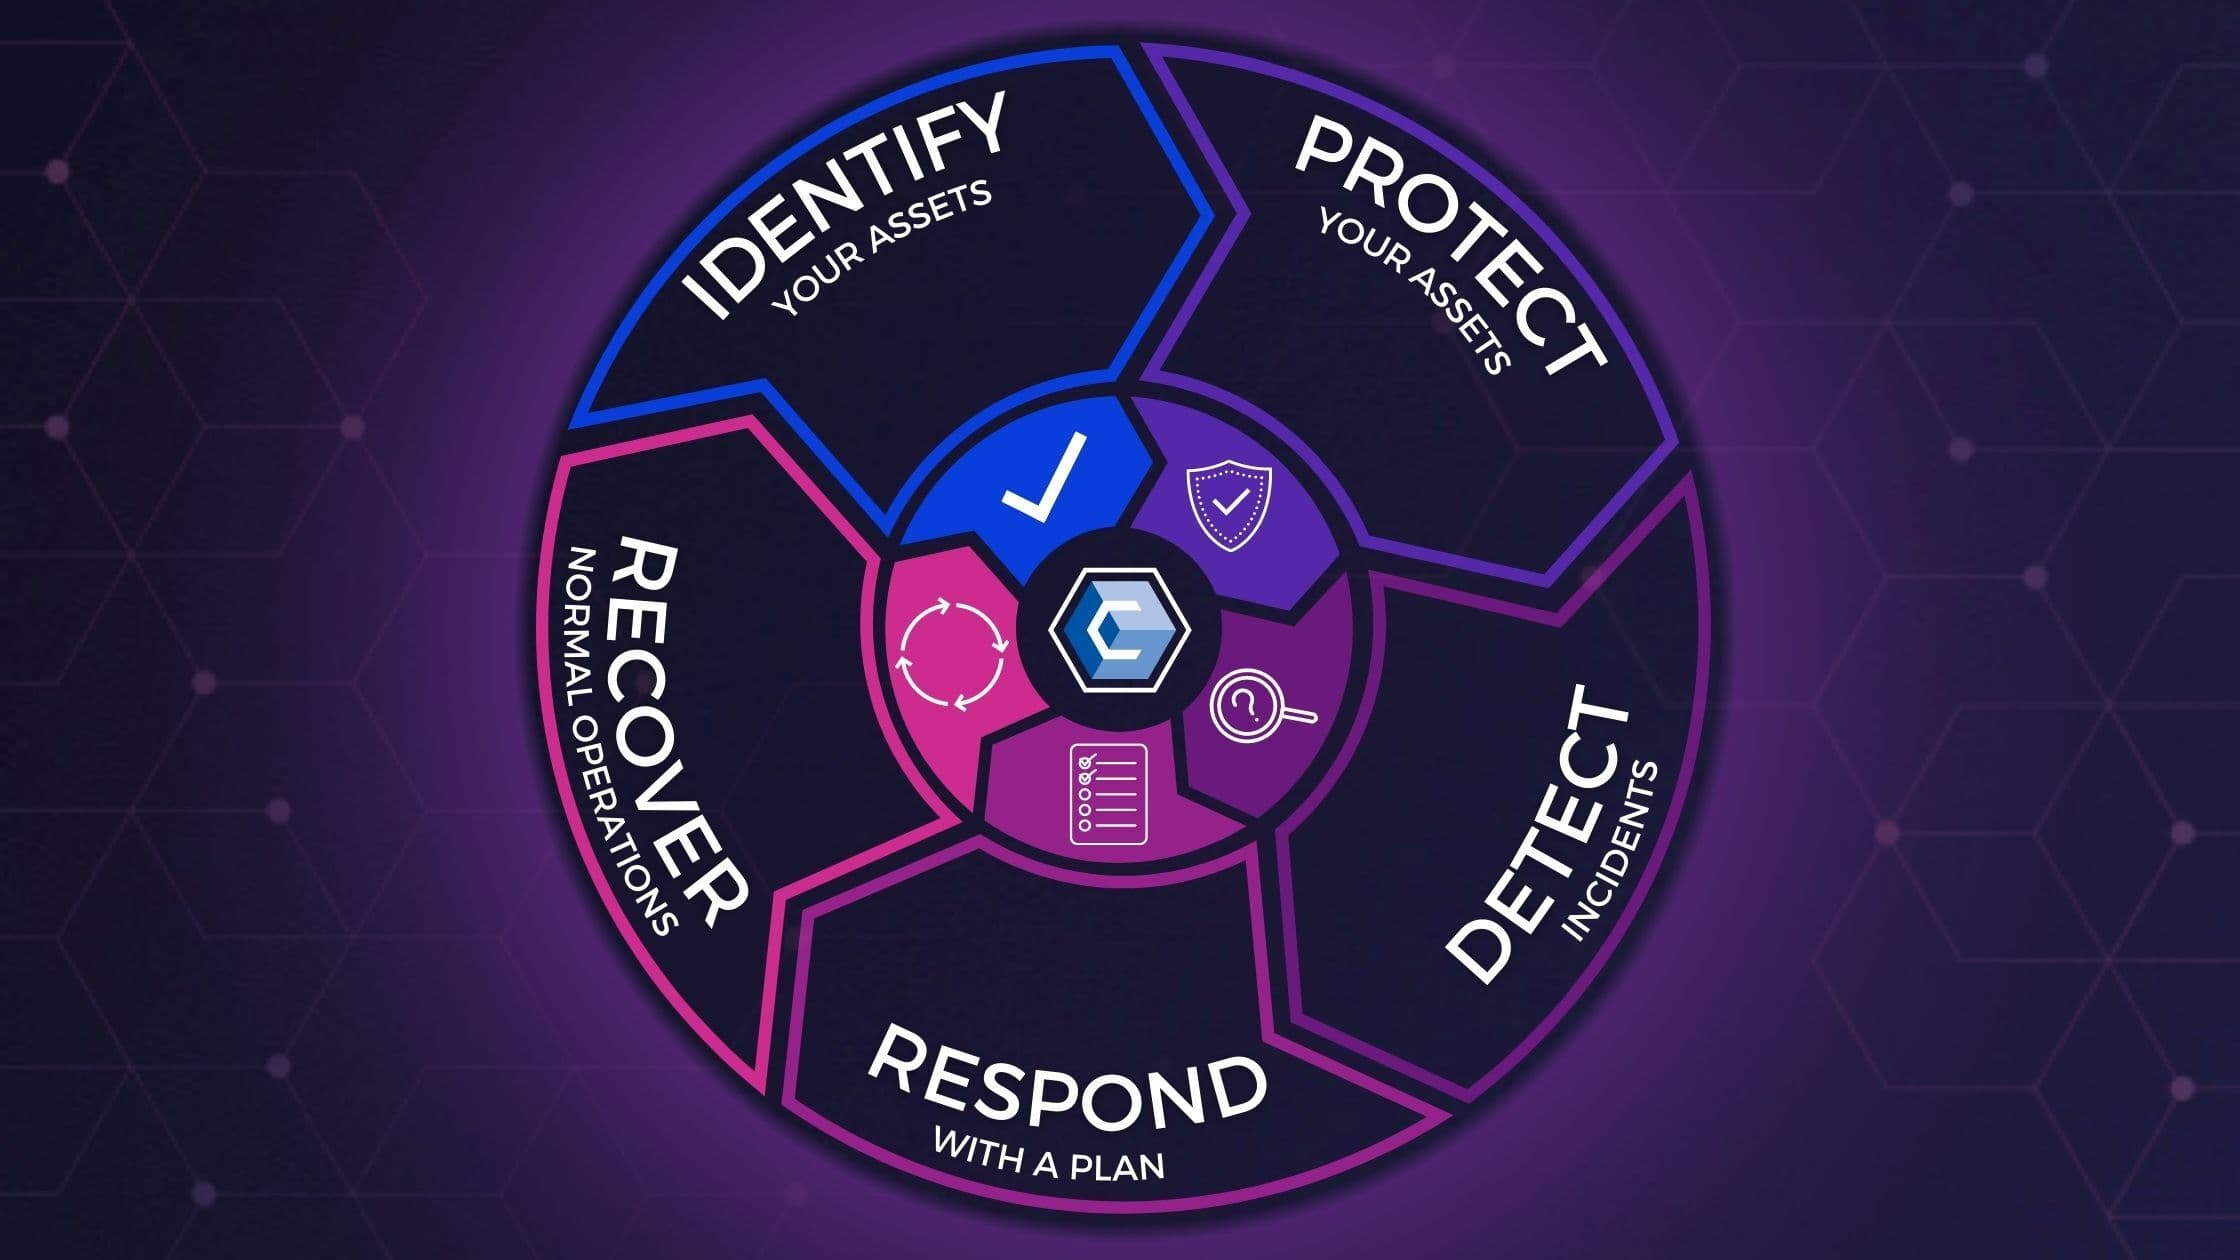 IDENTIFY
YOUR ASSETS
PROTECT
YOUR ASSETS
DETECT
INCIDENTS
RESPOND
WITH A PLAN
RECOVER
NORMAL OPERATIONS